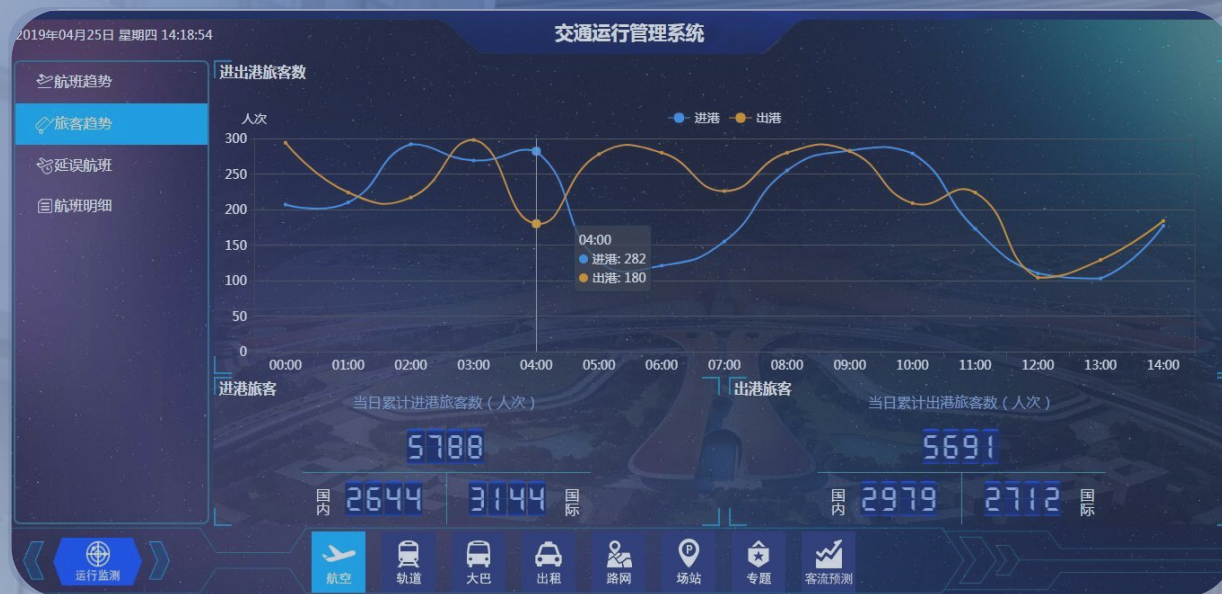 2019年04月25日 星期四 14:18:54
交通运行管理系统
航班趋势
旅客趋势
延误航班
航班明细
进出港旅客数
人次
进港 出港
300
250
200
150
100
50
0
04:00
进港: 282
出港: 180
00:00 01:00 02:00 03:00 04:00 05:00 06:00 07:00 08:00 09:00 10:00 11:00 12:00 13:00 14:00
进港旅客
当日累计进港旅客数（人次）
5788
国内 2644 3144 国际
出港旅客
当日累计出港旅客数（人次）
5691
国内 2979 2712 国际
运行监测
航空 轨道 大巴 出租 路网 场站 专题 客流预测
P